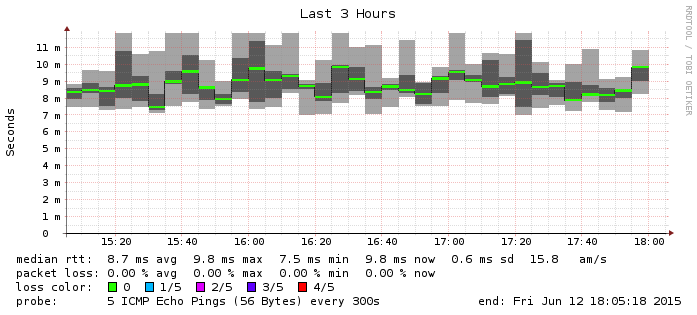 Last 3 Hours
RRDTOOL / TOBI OETIKER
Seconds
11 m
10 m
9 m
8 m
7 m
6 m
5 m
4 m
3 m
2 m
1 m
0
15:20 15:40 16:00 16:20 16:40 17:00 17:20 17:40 18:00
median rtt: 8.7 ms avg 9.8 ms max 7.5 ms min 9.8 ms now 0.6 ms sd 15.8 am/s
packet loss: 0.00 % avg 0.00 % max 0.00 % min 0.00 % now
loss color: 0 1/5 2/5 3/5 4/5
probe: 5 ICMP Echo Pings (56 Bytes) every 300s end: Fri Jun 12 18:05:18 2015